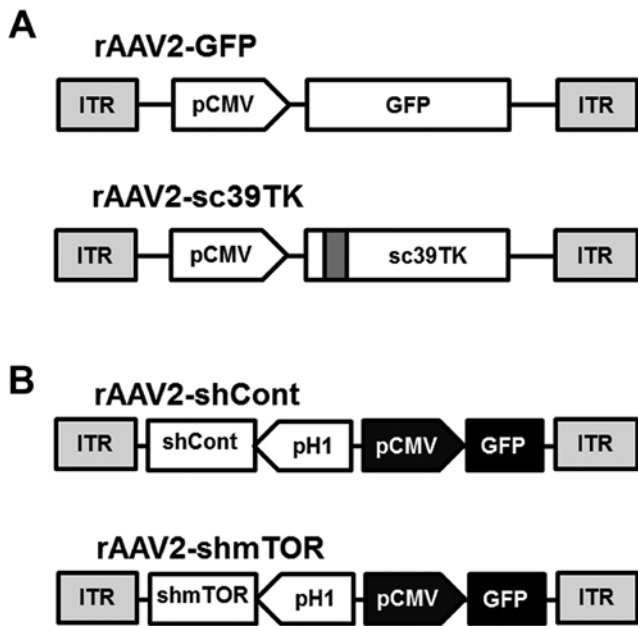 A
rAAV2-GFP
ITR pCMV GFP ITR
rAAV2-sc39TK
ITR pCMV sc39TK ITR
B
rAAV2-shCont
ITR shCont pH1 pCMV GFP ITR
rAAV2-shmTOR
ITR shmTOR pH1 pCMV GFP ITR